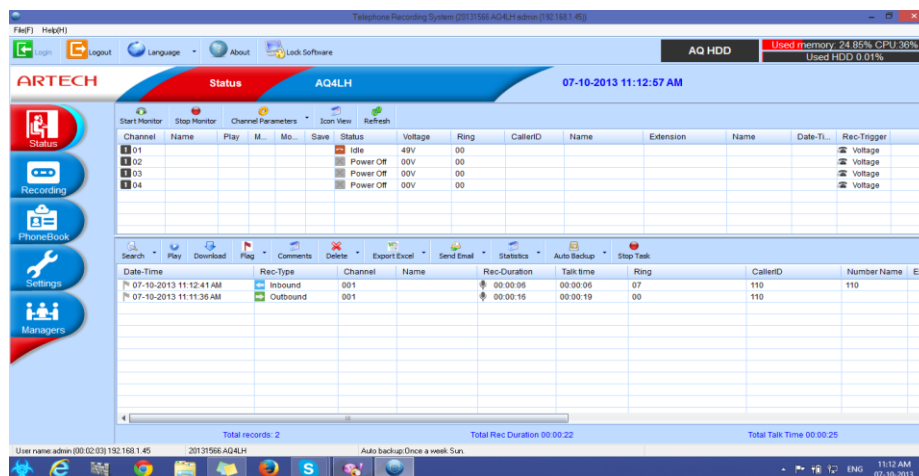 Telephone Recording System (20131566 AQ4LH admin (192.168.1.45))
File(F) Help(H)
Login Logout Language About Lock Software
AQ HDD
Used memory: 24.85% CPU:36%
Used HDD 0.01%
ARTECH Status AQ4LH 07-10-2013 11:12:57 AM
Status
Recording
PhoneBook
Settings
Managers
Start Monitor Stop Monitor Channel Parameters Icon View Refresh
Channel Name Play M... Mo... Save Status Voltage Ring CallerID Name Extension Name Date-Ti... Rec-Trigger
1 01 Idle 49V 00 Voltage
1 02 Power Off 00V 00 Voltage
1 03 Power Off 00V 00 Voltage
1 04 Power Off 00V 00 Voltage
Search Play Download Flag Comments Delete Export Excel Send Email Statistics Auto Backup Stop Task
Date-Time Rec-Type Channel Name Rec-Duration Talk time Ring CallerID Number Name E
07-10-2013 11:12:41 AM Inbound 001 00:00:06 00:00:06 07 110 110
07-10-2013 11:11:36 AM Outbound 001 00:00:16 00:00:19 00 110
Total records: 2 Total Rec Duration 00:00:22 Total Talk Time 00:00:25
User name:admin (00:02:03) 192.168.1.45 20131566 AQ4LH Auto backup:Once a week Sun.
ENG 11:12 AM
07-10-2013